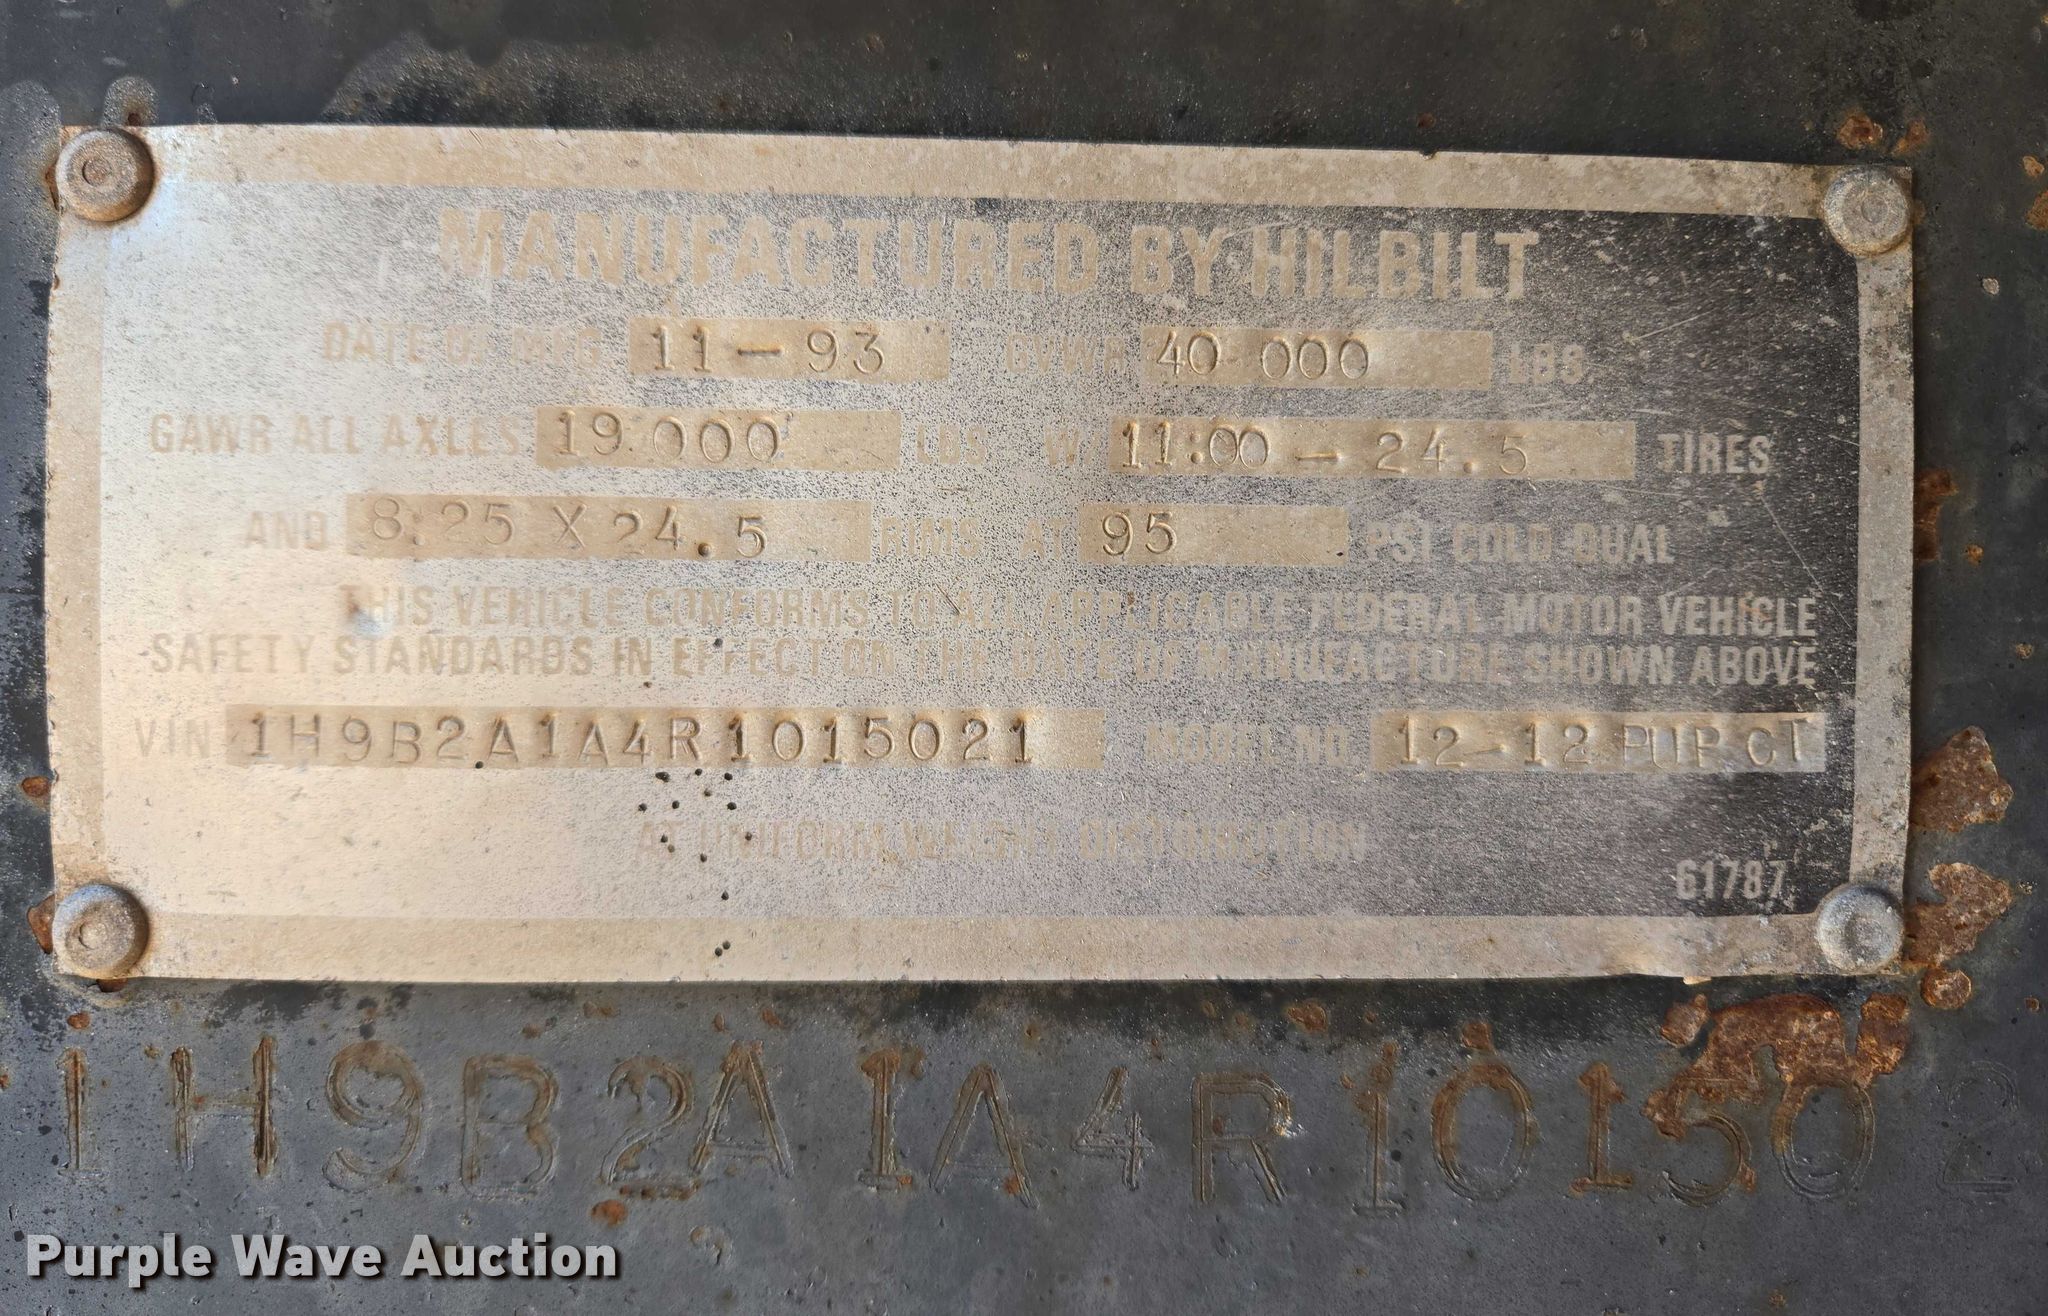 MANUFACTURED BY HILBILT
DATE OF MFG. 11-93 GVWR 40 000 LBS.
GAWR ALL AXLES 19 000 LBS W/ 11:00 - 24.5 TIRES
AND 8.25 X 24.5 RIMS AT 95 PSI COLD DUAL
THIS VEHICLE CONFORMS TO ALL APPLICABLE FEDERAL MOTOR VEHICLE
SAFETY STANDARDS IN EFFECT ON THE DATE OF MANUFACTURE SHOWN ABOVE
VIN 1H9B2A1A4R1015021 MODEL NO. 12-12 PUP CT
AT UNIFORM WEIGHT DISTRIBUTION
61787
1H9B2A1A4R101502
Purple Wave Auction